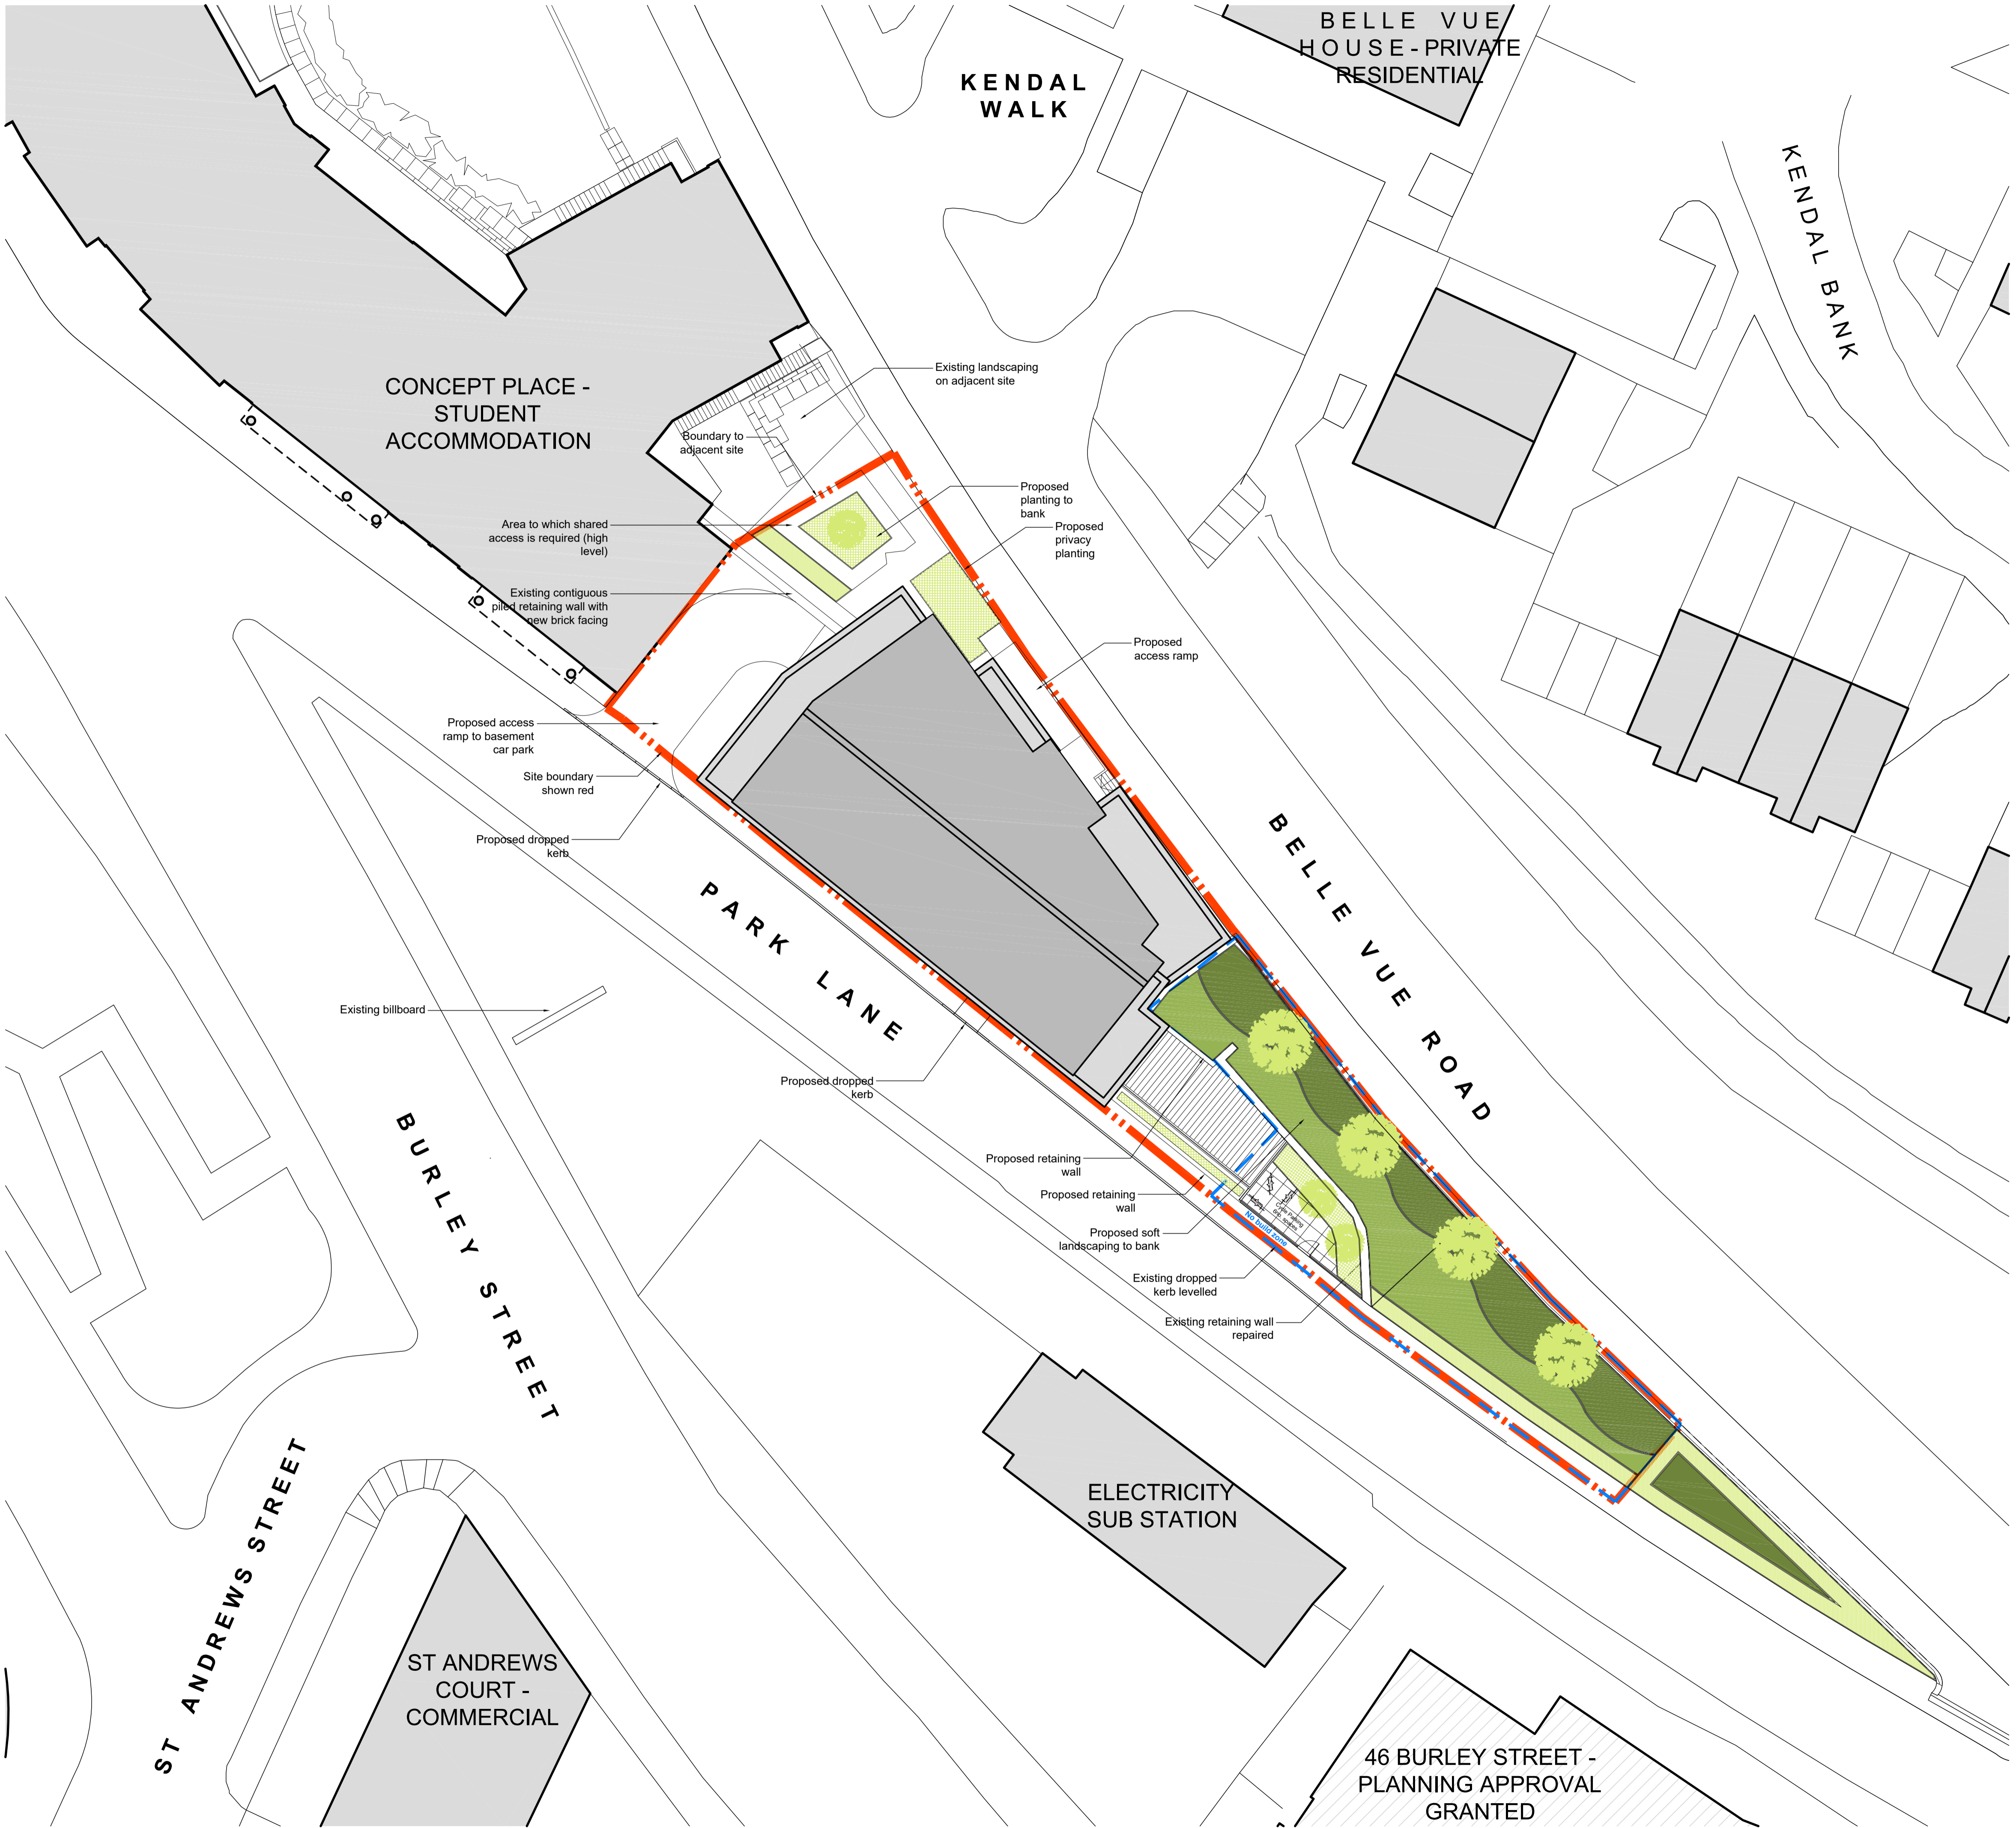 BELLE VUE
HOUSE - PRIVATE
RESIDENTIAL
KENDAL
WALK
KENDAL BANK
CONCEPT PLACE -
STUDENT
ACCOMMODATION
Existing landscaping
on adjacent site
Boundary to
adjacent site
Proposed
planting to
bank
Area to which shared
access is required (high
level)
Proposed
privacy
planting
Existing contiguous
piled retaining wall with
new brick facing
Proposed
access ramp
Proposed access
ramp to basement
car park
Site boundary
shown red
Proposed dropped
kerb
BELLE VUE ROAD
PARK LANE
Existing billboard
Proposed dropped
kerb
BURLEY STREET
Proposed retaining
wall
Proposed retaining
wall
Cycle Parking
spaces
No build zone
Proposed soft
landscaping to bank
Existing dropped
kerb levelled
Existing retaining wall
repaired
ST ANDREWS STREET
ELECTRICITY
SUB STATION
ST ANDREWS
COURT -
COMMERCIAL
46 BURLEY STREET -
PLANNING APPROVAL
GRANTED